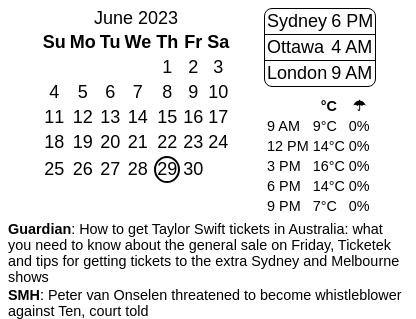 June 2023
Su Mo Tu We Th Fr Sa
1 2 3
4 5 6 7 8 9 10
11 12 13 14 15 16 17
18 19 20 21 22 23 24
25 26 27 28 29 30
Sydney 6 PM
Ottawa 4 AM
London 9 AM
°C ☂
9 AM 9°C 0%
12 PM 14°C 0%
3 PM 16°C 0%
6 PM 14°C 0%
9 PM 7°C 0%
Guardian: How to get Taylor Swift tickets in Australia: what
you need to know about the general sale on Friday, Ticketek
and tips for getting tickets to the extra Sydney and Melbourne
shows
SMH: Peter van Onselen threatened to become whistleblower
against Ten, court told